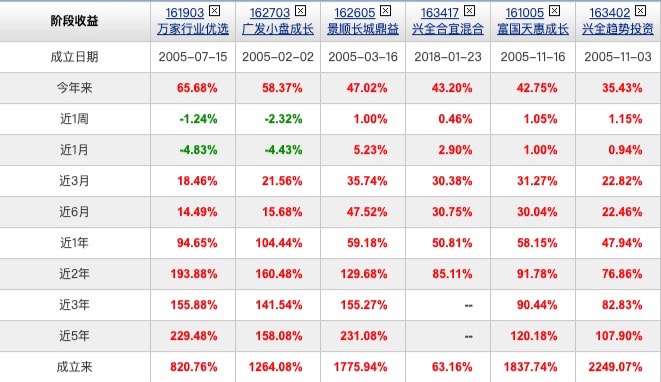 阶段收益 161903 162703 162605 163417 161005 163402
万家行业优选 广发小盘成长 景顺长城鼎益 兴全合宜混合 富国天惠成长 兴全趋势投资
成立日期 2005-07-15 2005-02-02 2005-03-16 2018-01-23 2005-11-16 2005-11-03
今年来 65.68% 58.37% 47.02% 43.20% 42.75% 35.43%
近1周 -1.24% -2.32% 1.00% 0.46% 1.05% 1.15%
近1月 -4.83% -4.43% 5.23% 2.90% 1.00% 0.94%
近3月 18.46% 21.56% 35.74% 30.38% 31.27% 22.82%
近6月 14.49% 15.68% 47.52% 30.75% 30.04% 22.46%
近1年 94.65% 104.44% 59.18% 50.81% 58.15% 47.94%
近2年 193.88% 160.48% 129.68% 85.11% 91.78% 76.86%
近3年 155.88% 141.54% 155.27% -- 90.44% 82.83%
近5年 229.48% 158.08% 231.08% -- 120.18% 107.90%
成立来 820.76% 1264.08% 1775.94% 63.16% 1837.74% 2249.07%